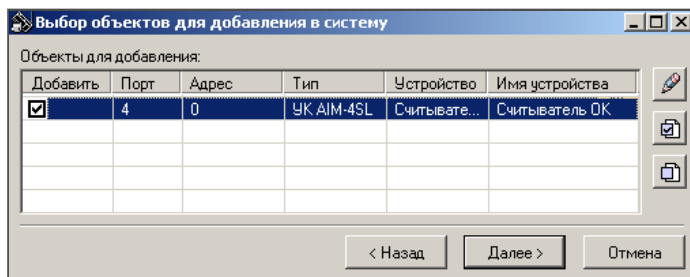 Выбор объектов для добавления в систему
Объекты для добавления:
Добавить Порт Адрес Тип Устройство Имя устройства
4 0 УК AIM-4SL Считывате... Считыватель ОК
< Назад Далее > Отмена